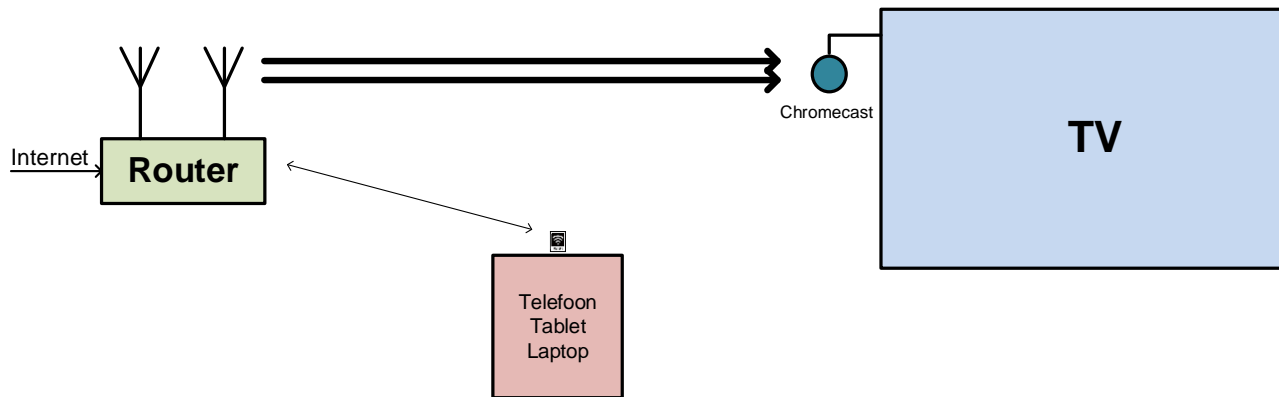 Internet
Router
Chromecast
TV
Telefoon
Tablet
Laptop